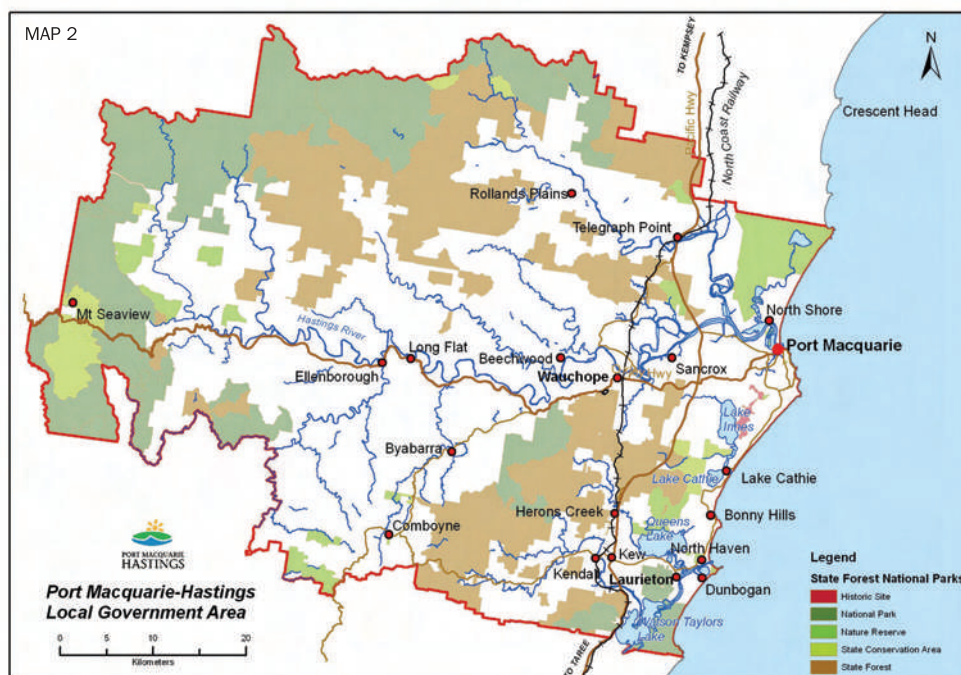 MAP 2
N
TO KEMPSEY
Pacific Hwy
North Coast Railway
Crescent Head
Rollands Plains
Telegraph Point
North Shore
Mt Seaview
Hastings River
Long Flat
Ellenborough
Beechwood
Wauchope
Hwy
Sancrox
Port Macquarie
Lake Innes
Byabarra
Lake Cathie
Lake Cathie
Comboyne
Herons Creek
Bonny Hills
Queens
Lake
North Haven
Kew
Kendall
Laurieton
Dunbogan
Watson Taylors
Lake
TO TAREE
PORT MACQUARIE
HASTINGS
Port Macquarie-Hastings
Local Government Area
0 5 10 20
Kilometers
Legend
State Forest National Parks
Historic Site
National Park
Nature Reserve
State Conservation Area
State Forest